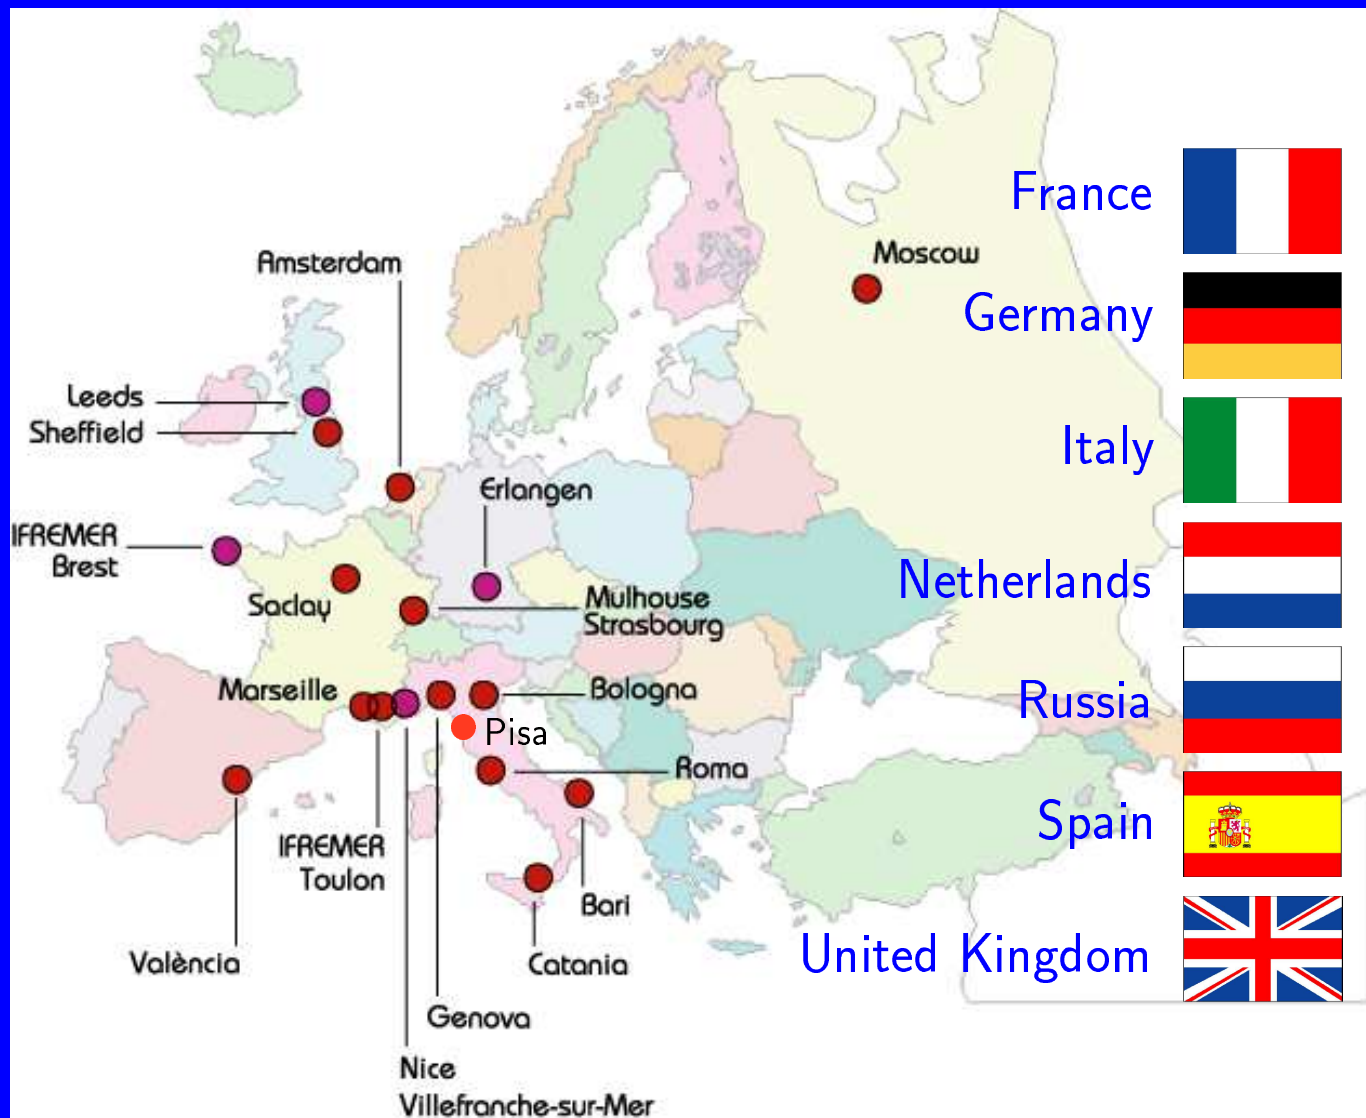 France
Moscow
Amsterdam
Germany
Leeds
Sheffield
Italy
Erlangen
IFREMER
Brest
Netherlands
Saclay
Mulhouse
Strasbourg
Marseille
Bologna
Russia
Pisa
Roma
Spain
IFREMER
Toulon
Bari
València
Catania
United Kingdom
Genova
Nice
Villefranche-sur-Mer